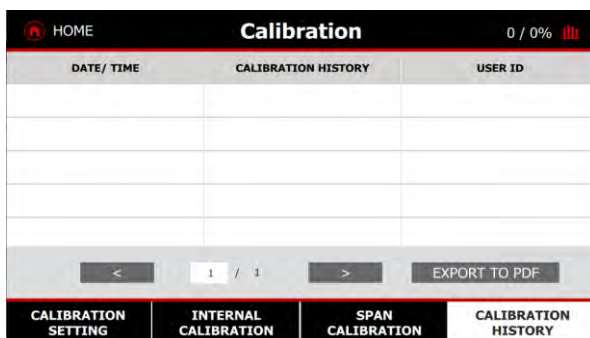 HOME Calibration 0 / 0%
DATE/ TIME CALIBRATION HISTORY USER ID
< 1 / 1 > EXPORT TO PDF
CALIBRATION INTERNAL SPAN CALIBRATION
SETTING CALIBRATION CALIBRATION HISTORY